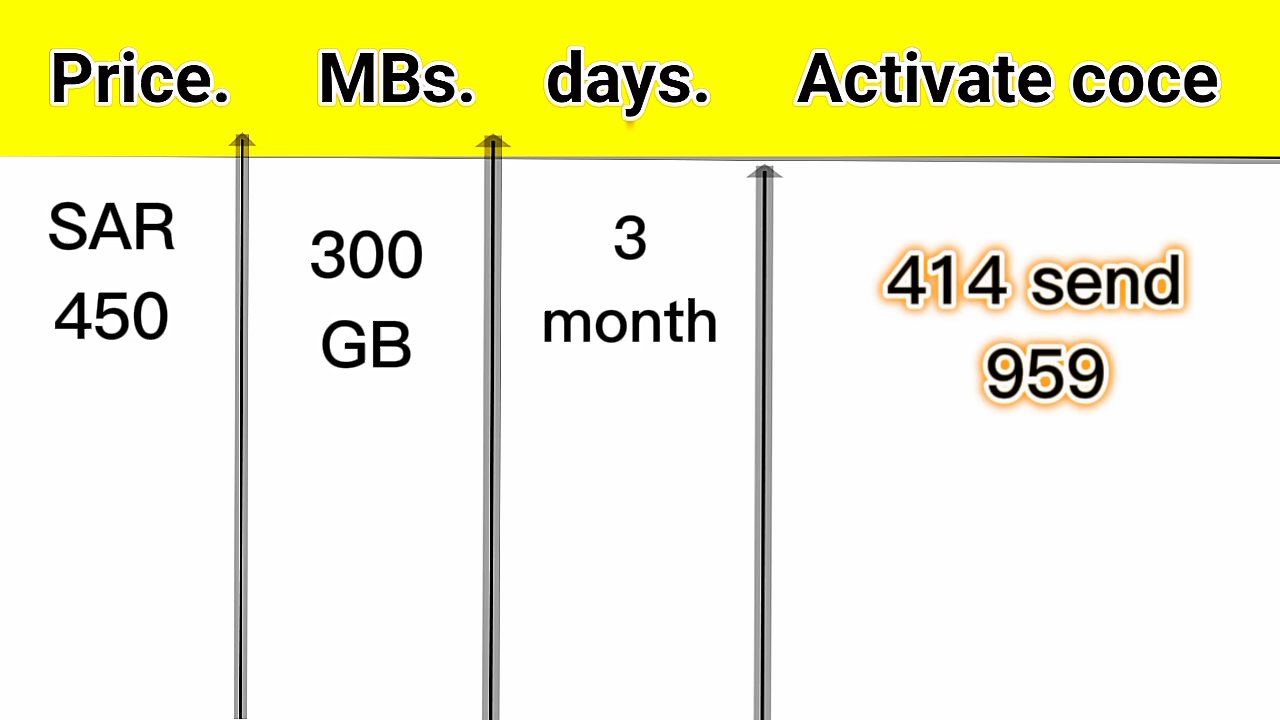 Price. MBs. days. Activate coce
SAR
450
300
GB
3
month
414 send
959